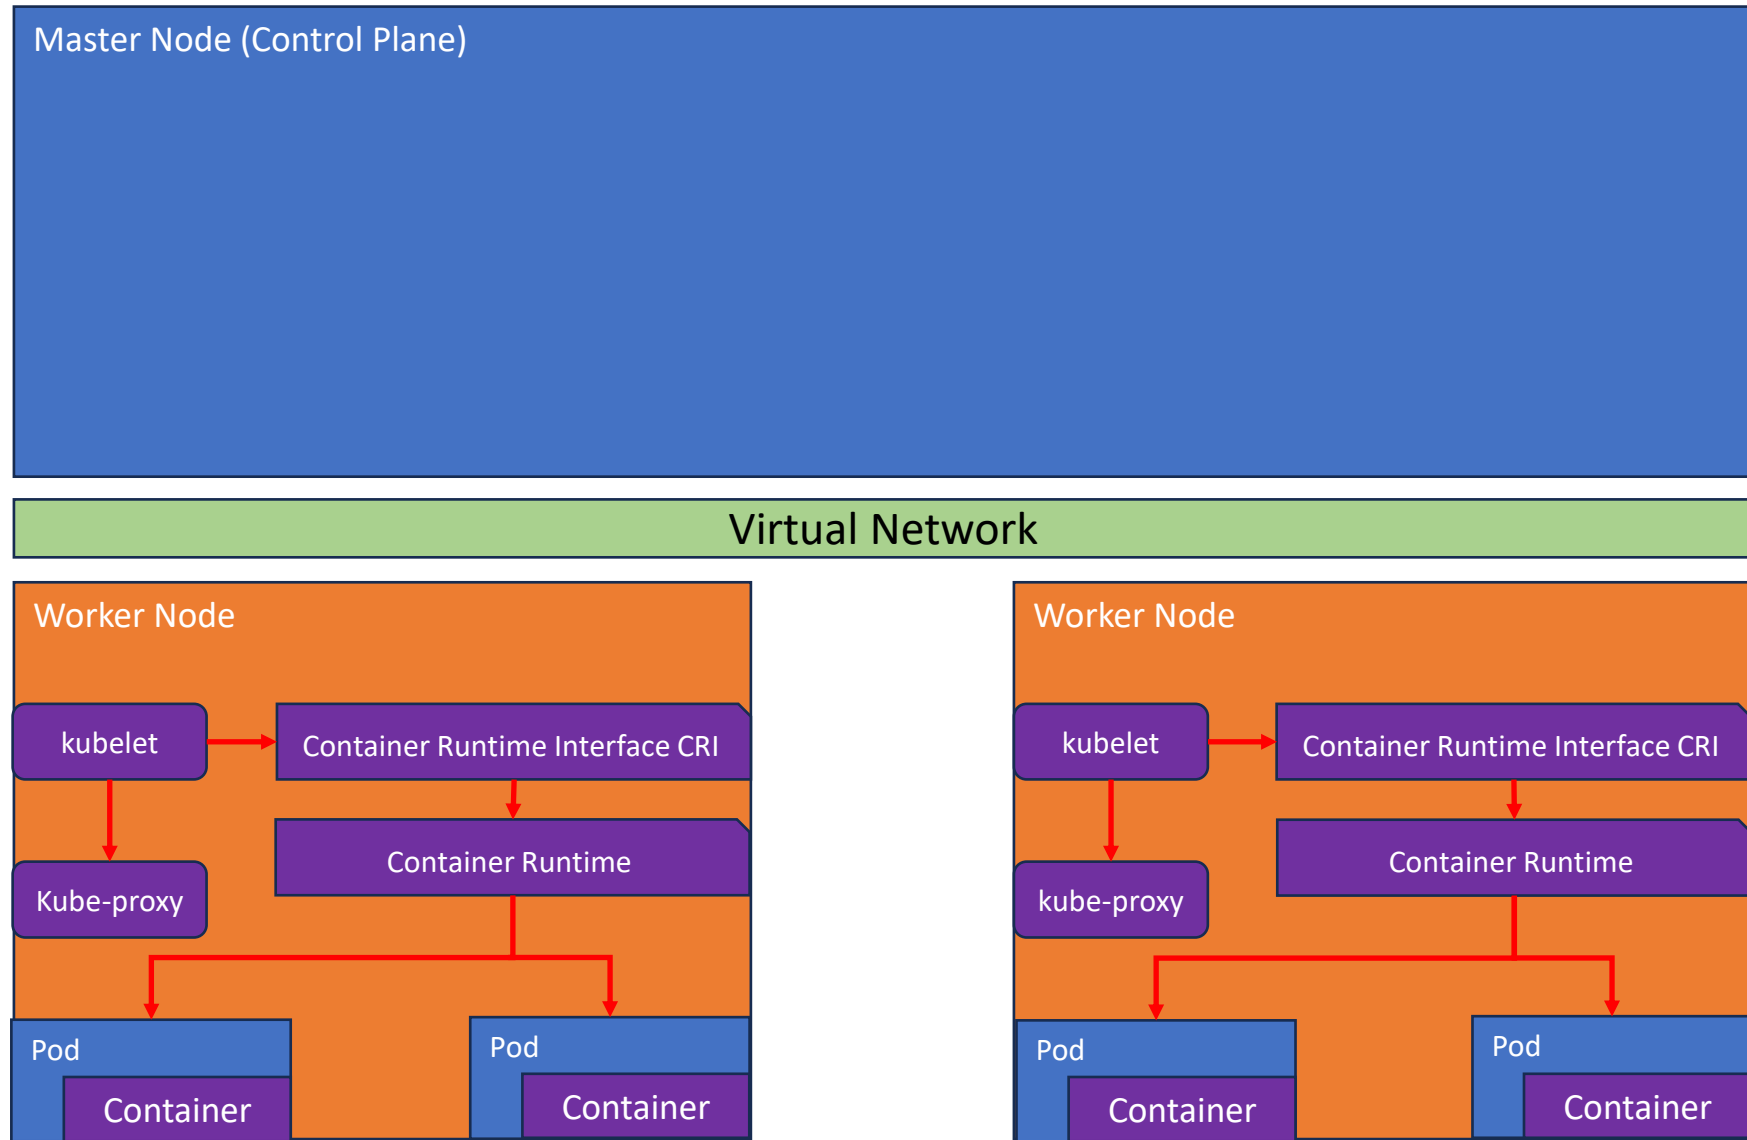 Master Node (Control Plane)
Virtual Network
Worker Node
kubelet
Container Runtime Interface CRI
Container Runtime
Kube-proxy
Pod
Container
Pod
Container
Worker Node
kubelet
Container Runtime Interface CRI
Container Runtime
kube-proxy
Pod
Container
Pod
Container